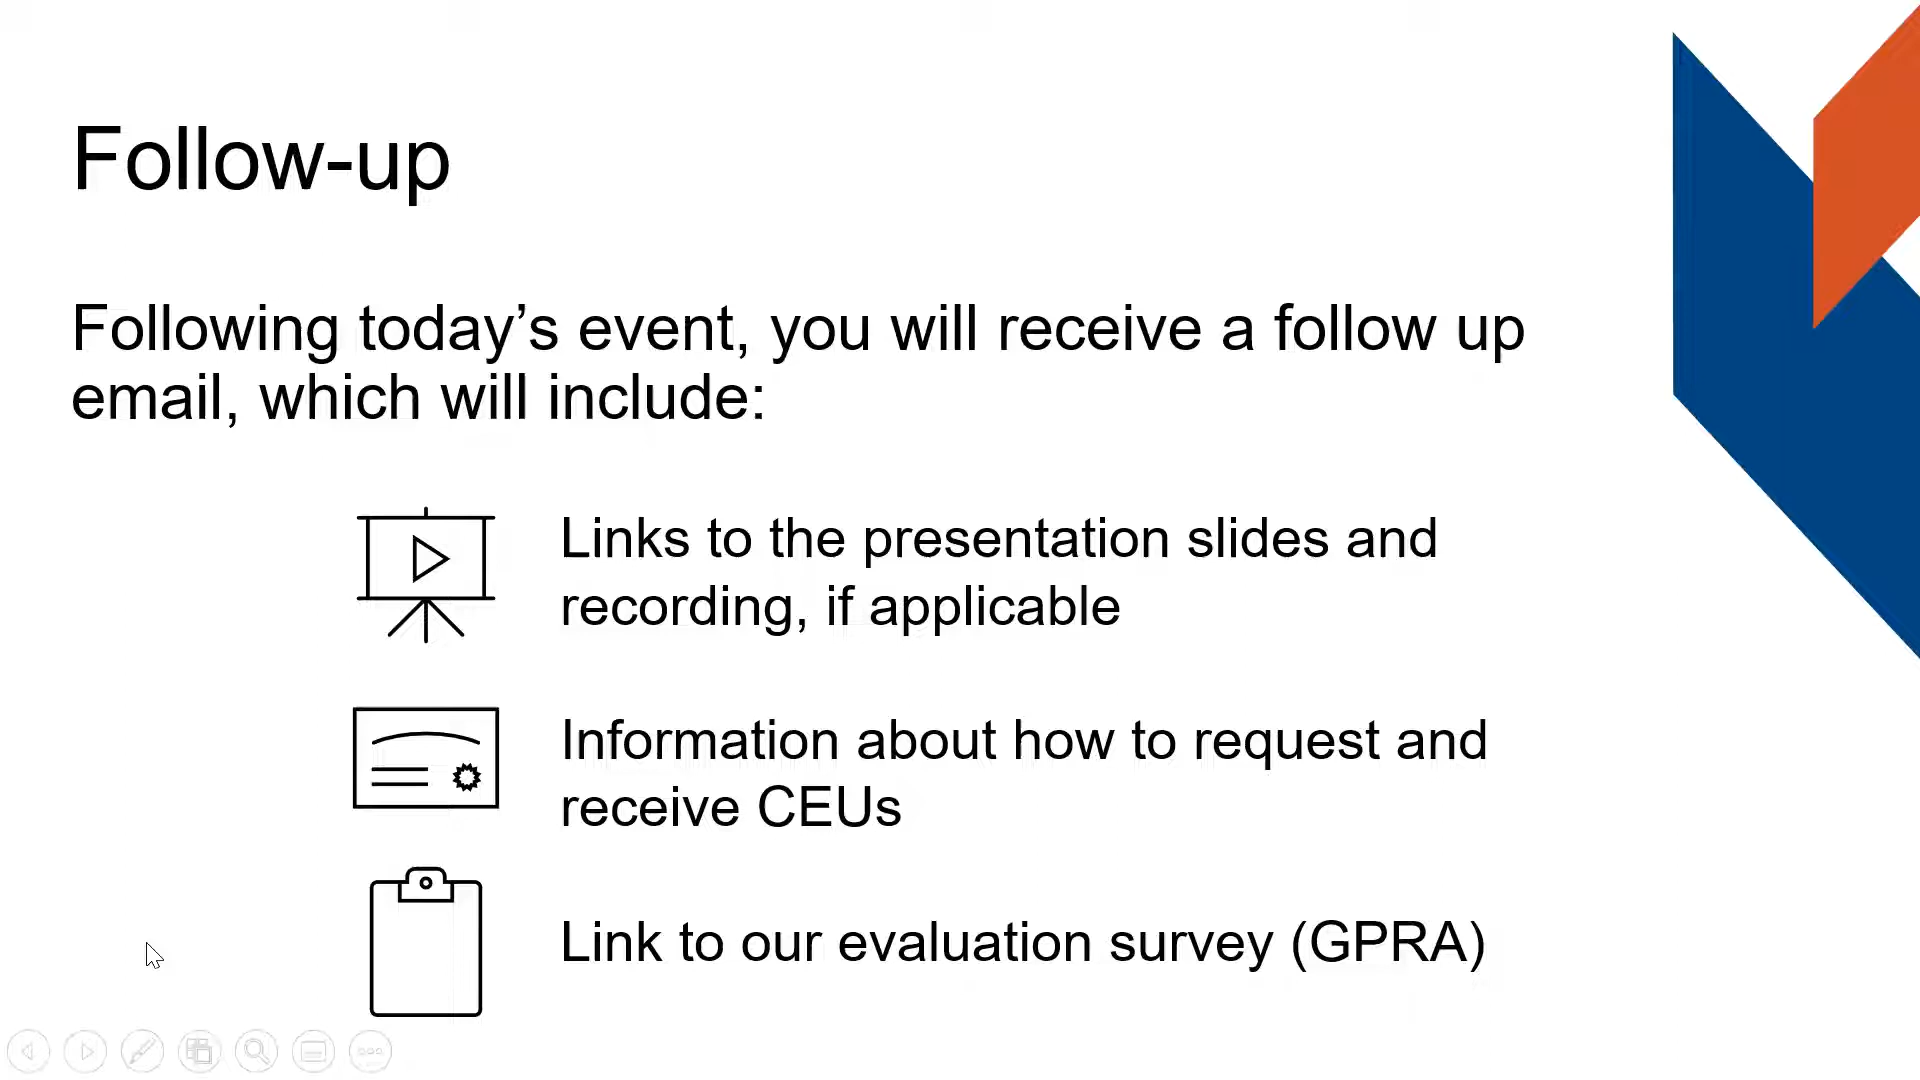 Follow-up
Following today’s event, you will receive a follow up
email, which will include:
Links to the presentation slides and
recording, if applicable
Information about how to request and
receive CEUs
Link to our evaluation survey (GPRA)